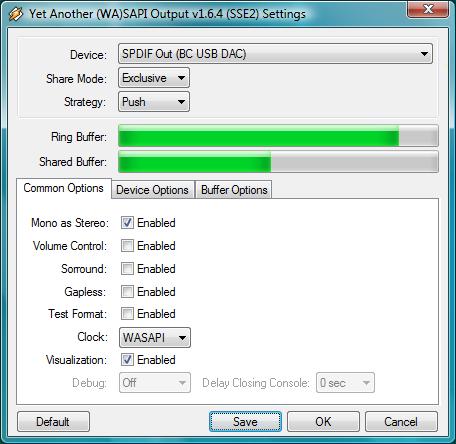 Yet Another (WA)SAPI Output v1.6.4 (SSE2) Settings
Device: SPDIF Out (BC USB DAC)
Share Mode: Exclusive
Strategy: Push
Ring Buffer:
Shared Buffer:
Common Options Device Options Buffer Options
Mono as Stereo: Enabled
Volume Control: Enabled
Sorround: Enabled
Gapless: Enabled
Test Format: Enabled
Clock: WASAPI
Visualization: Enabled
Debug: Off Delay Closing Console: 0 sec
Default Save OK Cancel